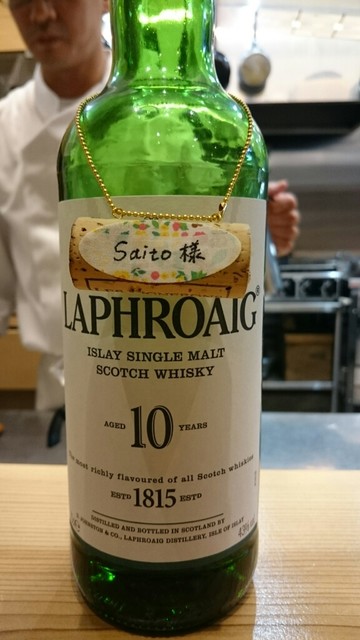 Saito 様
LAPHROAIG®
ISLAY SINGLE MALT
SCOTCH WHISKY
AGED 10 YEARS
The most richly flavoured of all Scotch whiskies
ESTD 1815 ESTD
DISTILLED AND BOTTLED IN SCOTLAND BY
D. JOHNSTON & CO., LAPHROAIG DISTILLERY, ISLE OF ISLAY